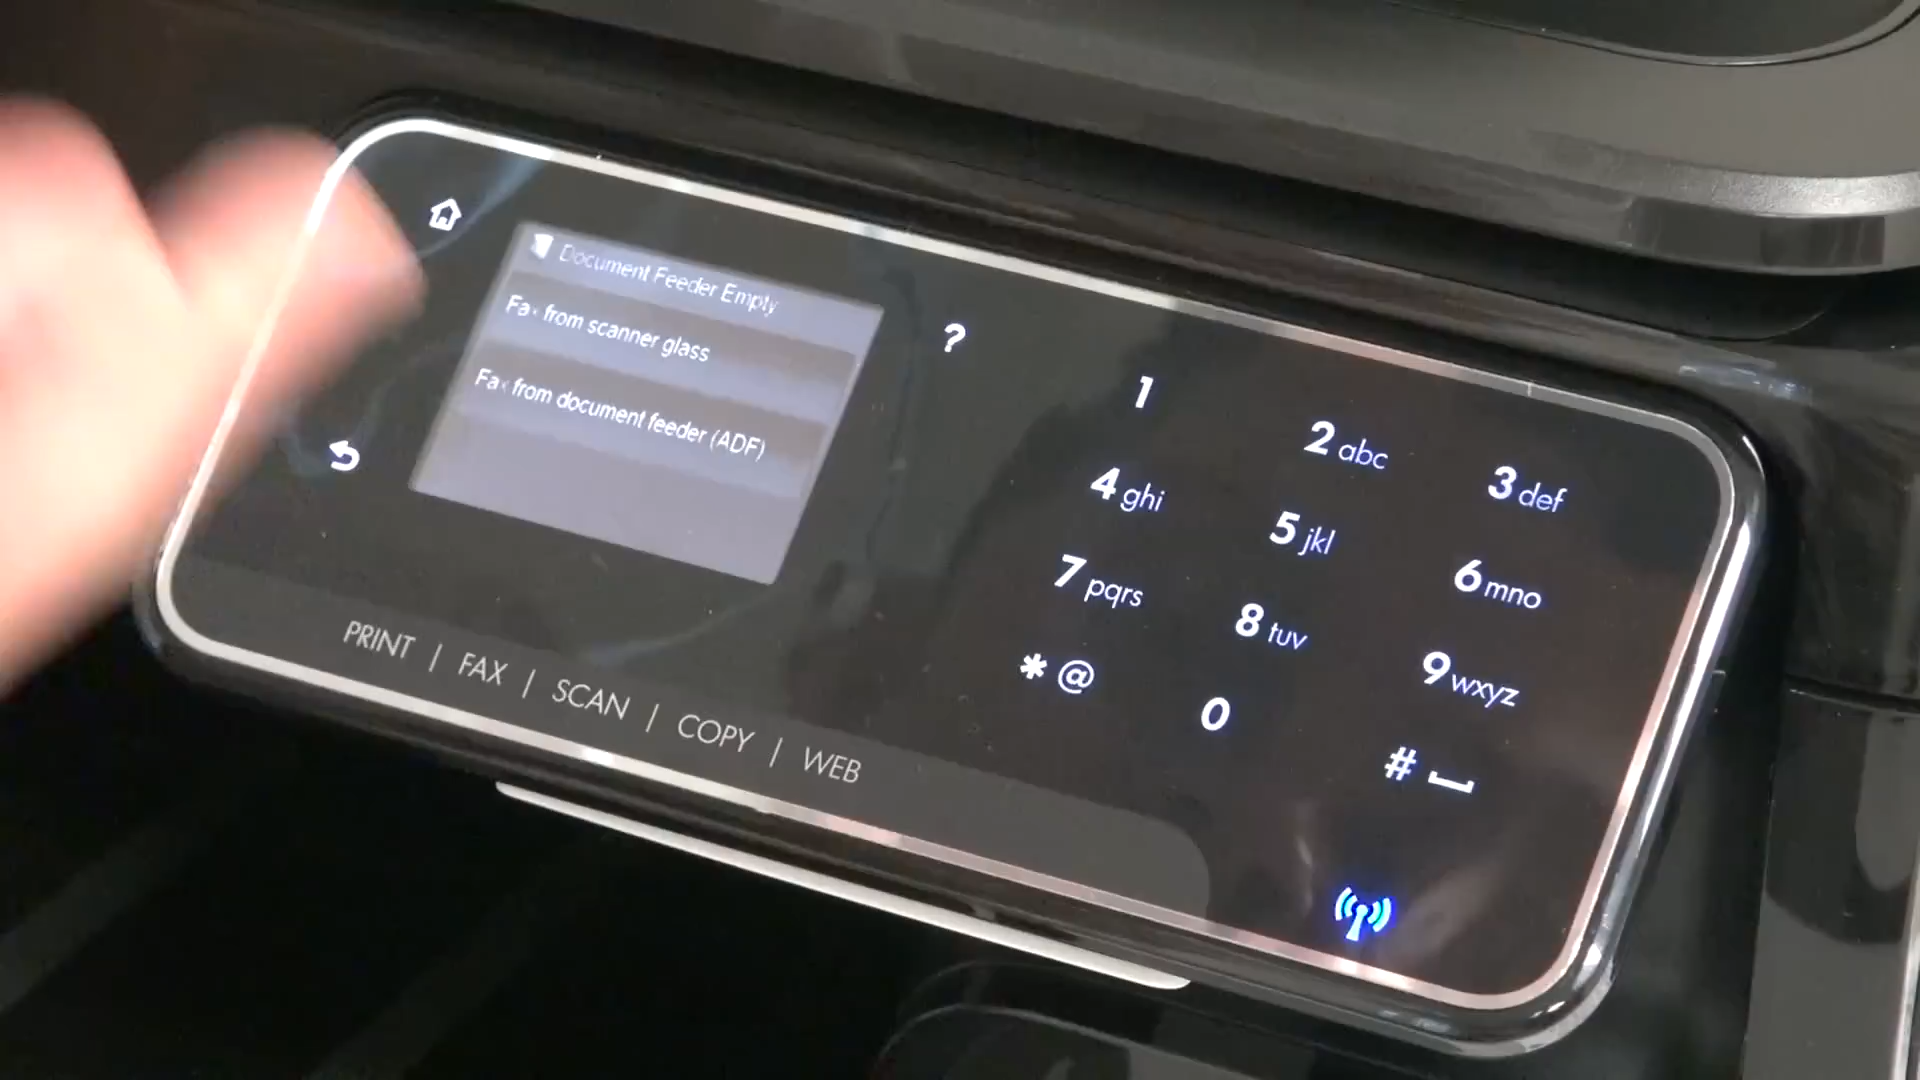 Document Feeder Empty
Fax from scanner glass
Fax from document feeder (ADF)
?
1
2 abc
3 def
4 ghi
5 jkl
6 mno
7 pqrs
8 tuv
9 wxyz
* @
0
#
PRINT | FAX | SCAN | COPY | WEB